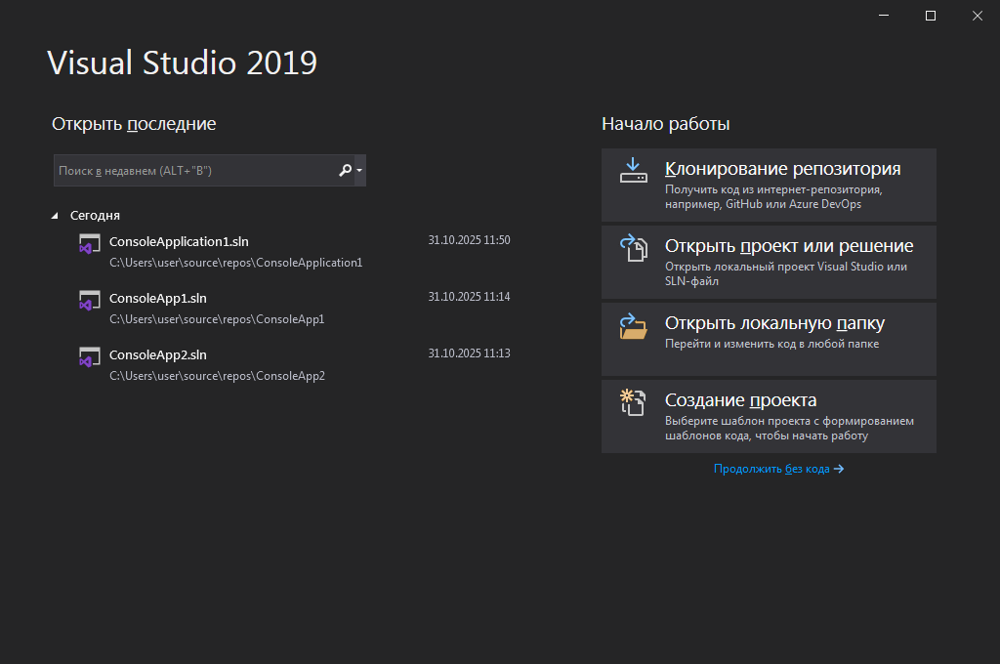 Visual Studio 2019
Открыть последние
Поиск в недавнем (ALT+"B")
Сегодня
ConsoleApplication1.sln
31.10.2025 11:50
C:\Users\user\source\repos\ConsoleApplication1
ConsoleApp1.sln
31.10.2025 11:14
C:\Users\user\source\repos\ConsoleApp1
ConsoleApp2.sln
31.10.2025 11:13
C:\Users\user\source\repos\ConsoleApp2
Начало работы
Клонирование репозитория
Получить код из интернет-репозитория,
например, GitHub или Azure DevOps
Открыть проект или решение
Открыть локальный проект Visual Studio или
SLN-файл
Открыть локальную папку
Перейти и изменить код в любой папке
Создание проекта
Выберите шаблон проекта с формированием
шаблонов кода, чтобы начать работу
Продолжить без кода →